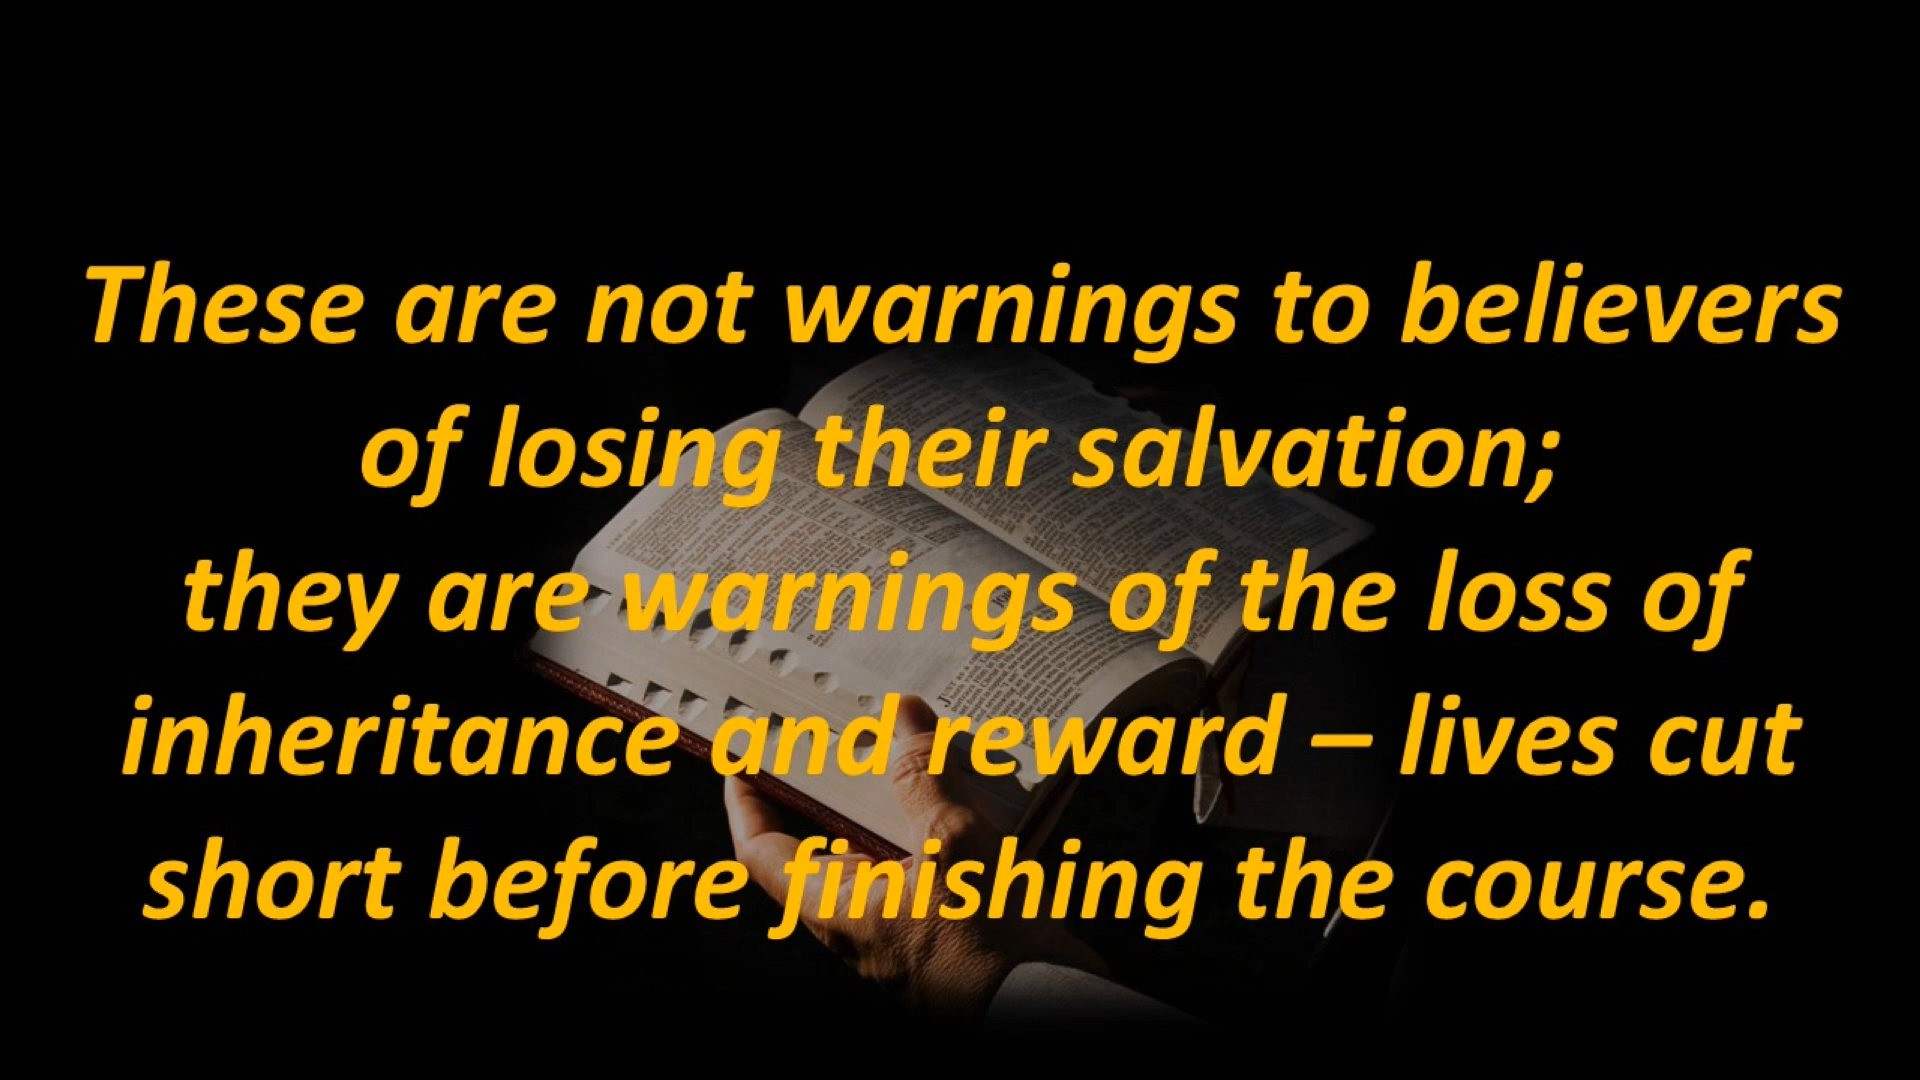 These are not warnings to believers
of losing their salvation;
they are warnings of the loss of
inheritance and reward – lives cut
short before finishing the course.